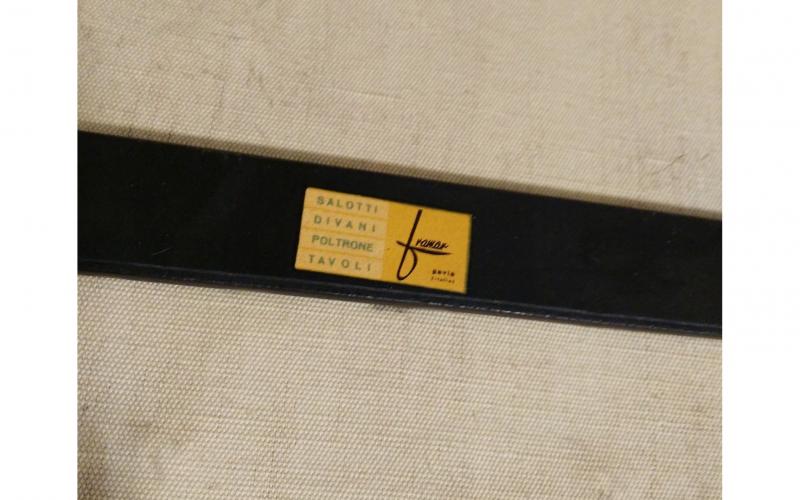 SALOTTI
DIVANI
POLTRONE
TAVOLI
framar
pavia